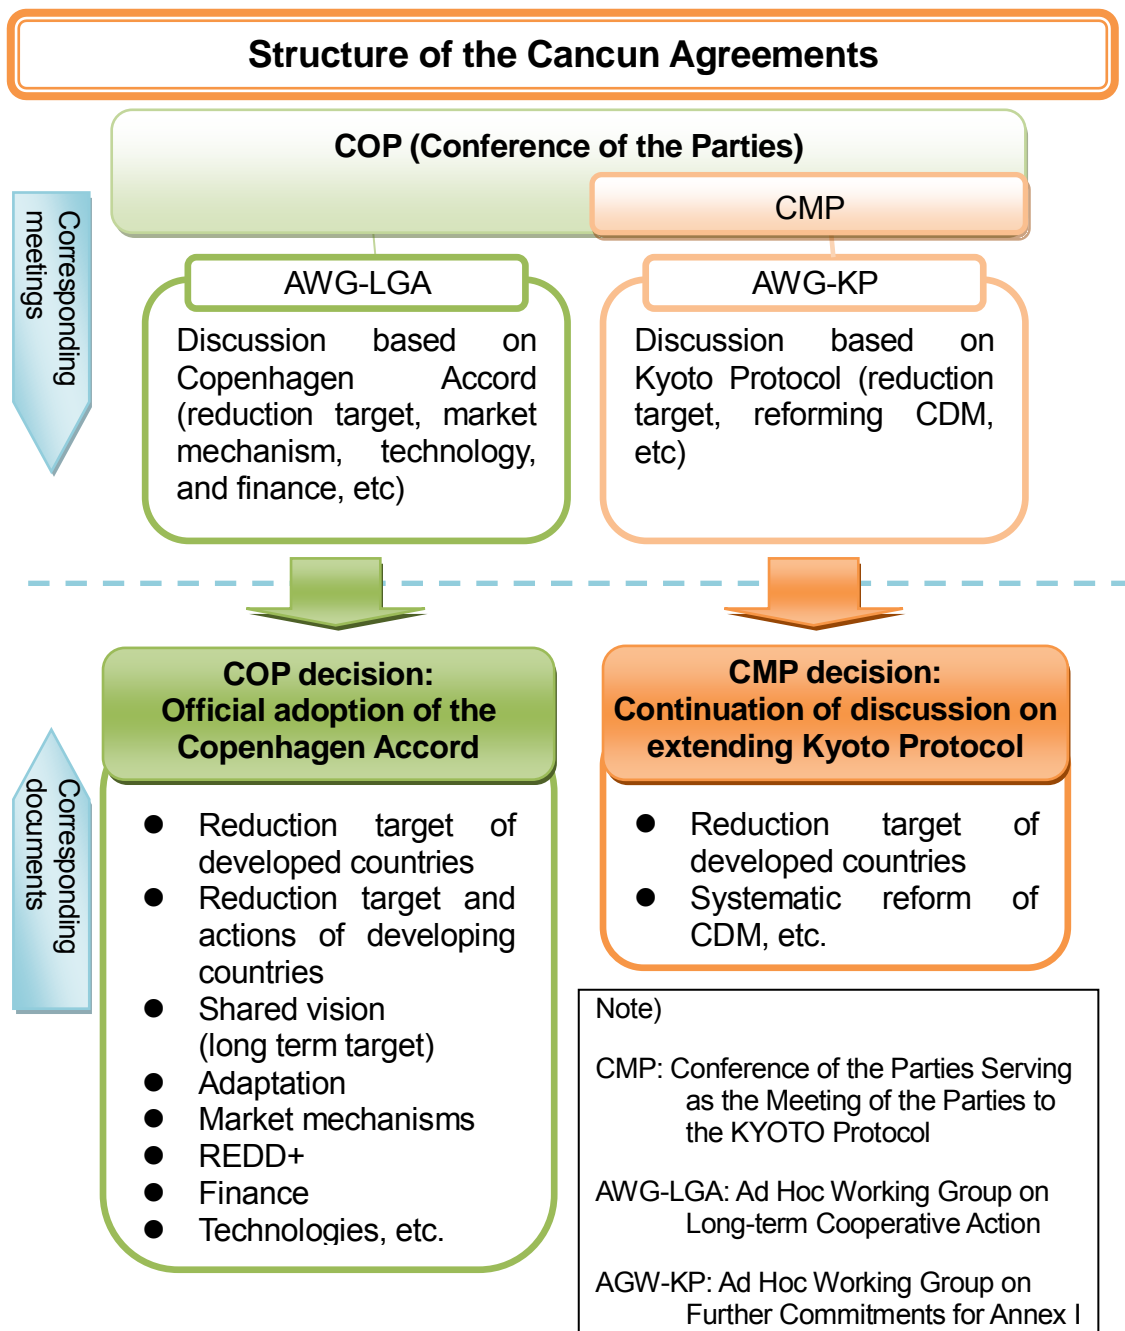 Structure of the Cancun Agreements
COP (Conference of the Parties)
CMP
Corresponding
meetings
AWG-LGA
Discussion based on
Copenhagen Accord
(reduction target, market
mechanism, technology,
and finance, etc)
AWG-KP
Discussion based on
Kyoto Protocol (reduction
target, reforming CDM,
etc)
COP decision:
Official adoption of the
Copenhagen Accord
CMP decision:
Continuation of discussion on
extending Kyoto Protocol
Corresponding
documents
● Reduction target of
developed countries
● Reduction target and
actions of developing
countries
● Shared vision
(long term target)
● Adaptation
● Market mechanisms
● REDD+
● Finance
● Technologies, etc.
● Reduction target of
developed countries
● Systematic reform of
CDM, etc.
Note)
CMP: Conference of the Parties Serving
as the Meeting of the Parties to
the KYOTO Protocol
AWG-LGA: Ad Hoc Working Group on
Long-term Cooperative Action
AGW-KP: Ad Hoc Working Group on
Further Commitments for Annex I